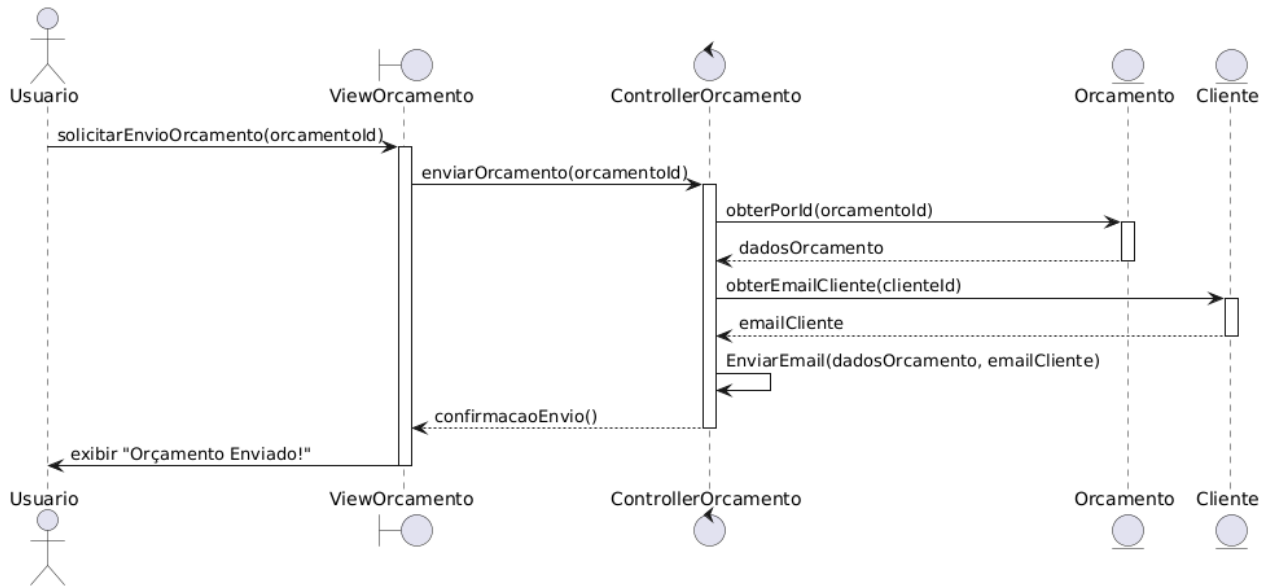 Usuario
ViewOrcamento
ControllerOrcamento
Orcamento
Cliente
solicitarEnvioOrcamento(orcamentoId)
enviarOrcamento(orcamentoId)
obterPorId(orcamentoId)
dadosOrcamento
obterEmailCliente(clienteId)
emailCliente
EnviarEmail(dadosOrcamento, emailCliente)
confirmacaoEnvio()
exibir "Orçamento Enviado!"
Usuario
ViewOrcamento
ControllerOrcamento
Orcamento
Cliente